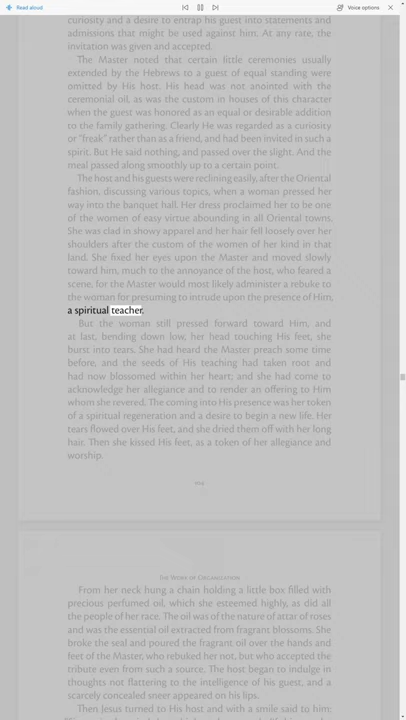 Read aloud
Voice options
curiosity and a desire to entrap his guest into statements and
admissions that might be used against him. At any rate, the
invitation was given and accepted.
The Master noted that certain little ceremonies usually
extended by the Hebrews to a guest of equal standing were
omitted by His host. His head was not anointed with the
ceremonial oil, as was the custom in houses of this character
when the guest was honored as an equal or desirable addition
to the family gathering. Clearly He was regarded as a curiosity
or "freak" rather than as a friend, and had been invited in such a
spirit. But He said nothing, and passed over the slight. And the
meal passed along smoothly up to a certain point.
The host and his guests were reclining easily, after the Oriental
fashion, discussing various topics, when a woman pressed her
way into the banquet hall. Her dress proclaimed her to be one
of the women of easy virtue abounding in all Oriental towns.
She was clad in showy apparel and her hair fell loosely over her
shoulders after the custom of the women of her kind in that
land. She fixed her eyes upon the Master and moved slowly
toward him, much to the annoyance of the host, who feared a
scene, for the Master would most likely administer a rebuke to
the woman for presuming to intrude upon the presence of Him,
a spiritual teacher.
But the woman still pressed forward toward Him, and
at last, bending down low, her head touching His feet, she
burst into tears. She had heard the Master preach some time
before, and the seeds of His teaching had taken root and
had now blossomed within her heart; and she had come to
acknowledge her allegiance and to render an offering to Him
whom she revered. The coming into His presence was her token
of a spiritual regeneration and a desire to begin a new life. Her
tears flowed over His feet, and she dried them off with her long
hair. Then she kissed His feet, as a token of her allegiance and
worship.
The Work of Organization
From her neck hung a chain holding a little box filled with
precious perfumed oil, which she esteemed highly, as did all
the people of her race. The oil was of the nature of attar of roses
and was the essential oil extracted from fragrant blossoms. She
broke the seal and poured the fragrant oil over the hands and
feet of the Master, who rebuked her not, but who accepted the
tribute even from such a source. The host began to indulge in
thoughts not flattering to the intelligence of his guest, and a
scarcely concealed sneer appeared on his lips.
Then Jesus turned to His host and with a smile said to him: